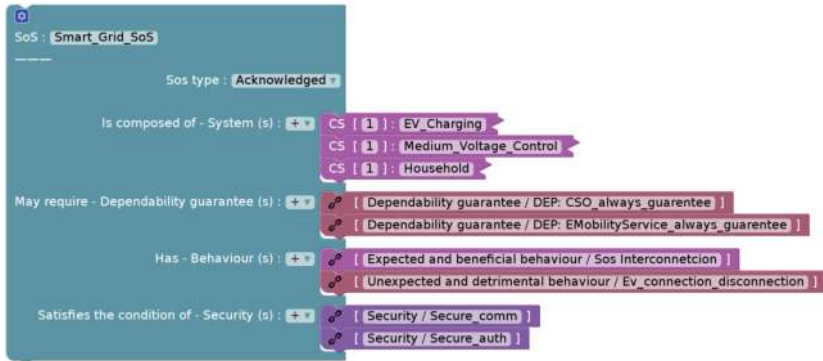 SoS : Smart_Grid_SoS
Sos type : Acknowledged
Is composed of - System (s) : + CS [ 1 ] : EV_Charging
CS [ 1 ] : Medium_Voltage_Control
CS [ 1 ] : Household
May require - Dependability guarantee (s) : + [ Dependability guarantee / DEP: CSO_always_guarentee ]
[ Dependability guarantee / DEP: EMobilityService_always_guarentee ]
Has - Behaviour (s) : + [ Expected and beneficial behaviour / Sos Interconnetcion ]
[ Unexpected and detrimental behaviour / Ev_connection_disconnection ]
Satisfies the condition of - Security (s) : + [ Security / Secure_comm ]
[ Security / Secure_auth ]